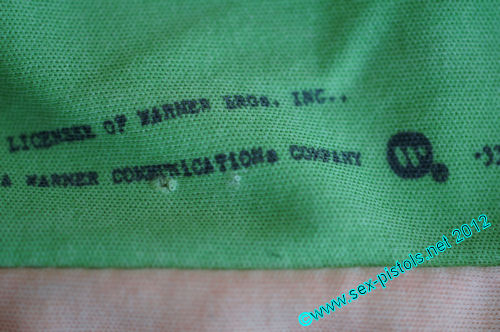 LICENSEE OF WARNER BROS. INC.,
A WARNER COMMUNICATIONS COMPANY
W®
©www.sex-pistols.net 2012